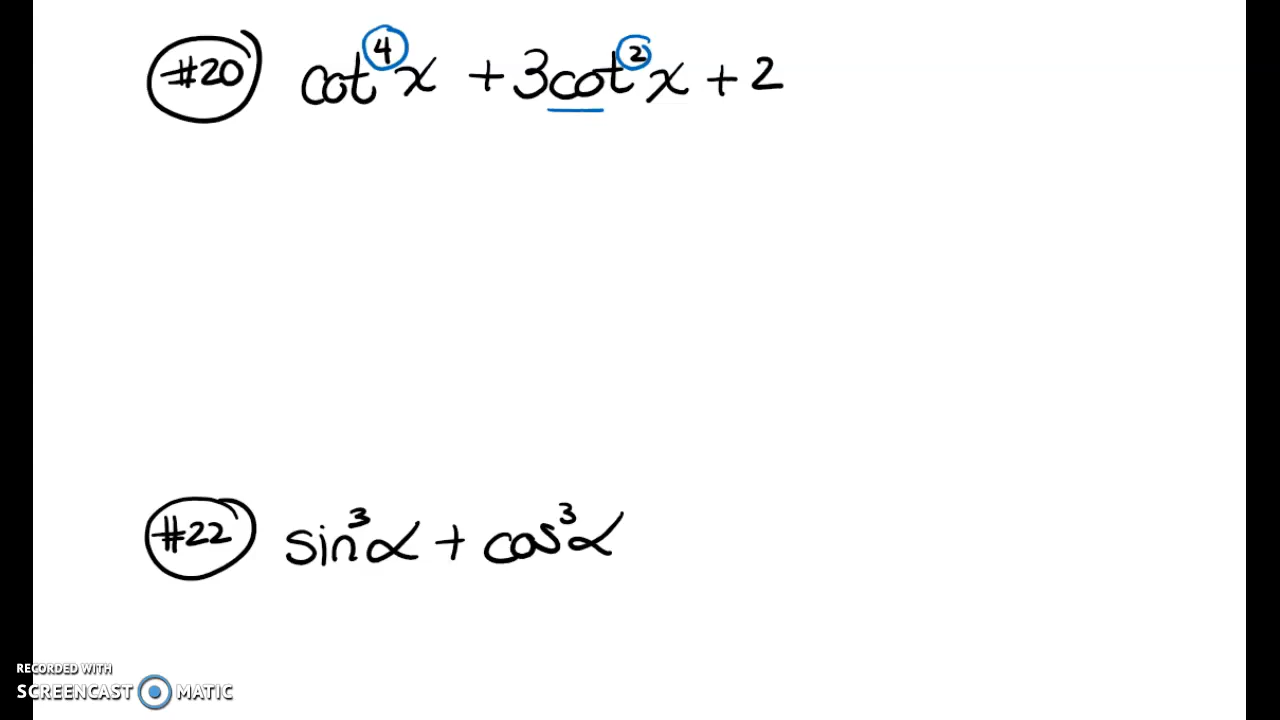 #20 cot⁴x + 3cot²x + 2
#22 sin³α + cos³α
RECORDED WITH
SCREENCAST MATIC